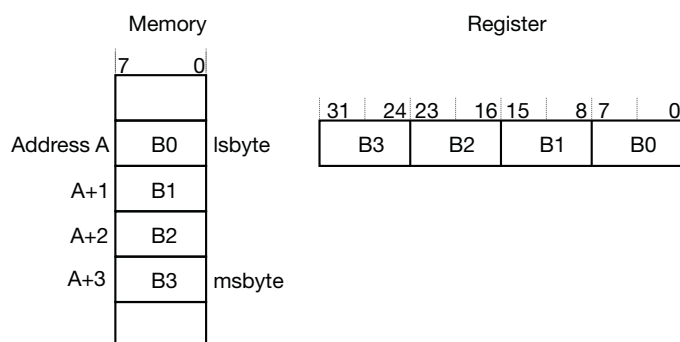 Memory
Register
7 0
31 24 23 16 15 8 7 0
Address A B0 lsbyte
B3 B2 B1 B0
A+1 B1
A+2 B2
A+3 B3 msbyte